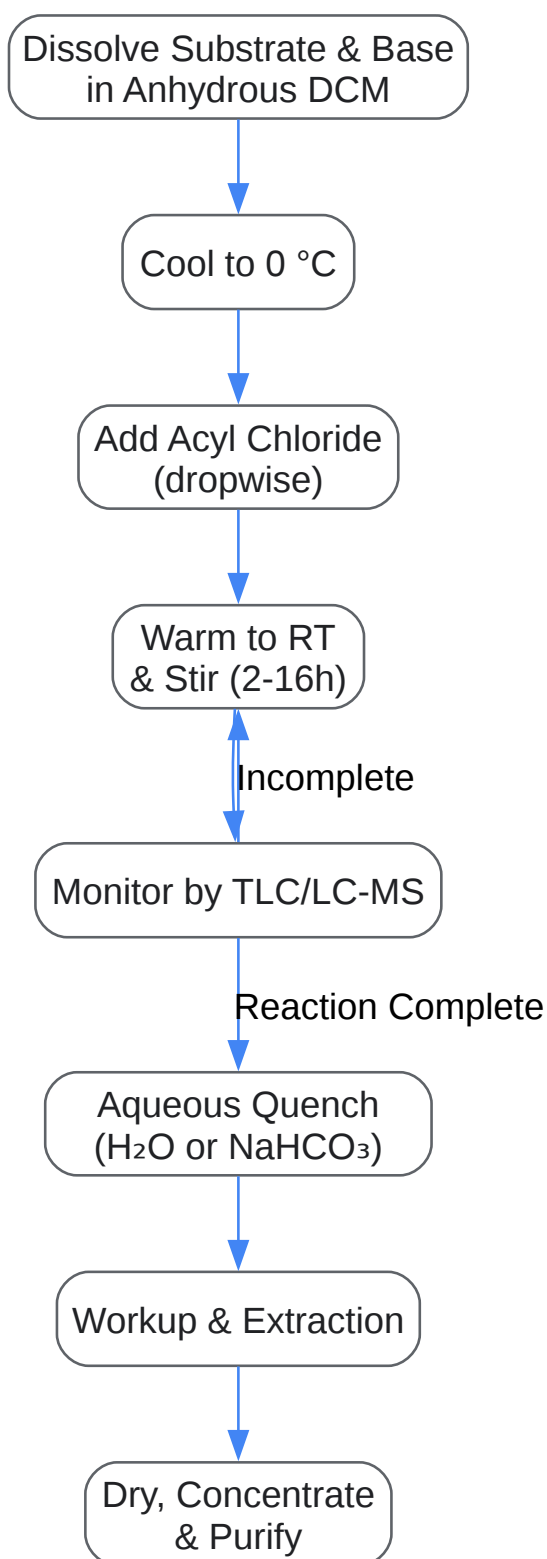 Dissolve Substrate & Base
in Anhydrous DCM
Cool to 0 °C
Add Acyl Chloride
(dropwise)
Warm to RT
& Stir (2-16h)
Incomplete
Monitor by TLC/LC-MS
Reaction Complete
Aqueous Quench
(H₂O or NaHCO₃)
Workup & Extraction
Dry, Concentrate
& Purify